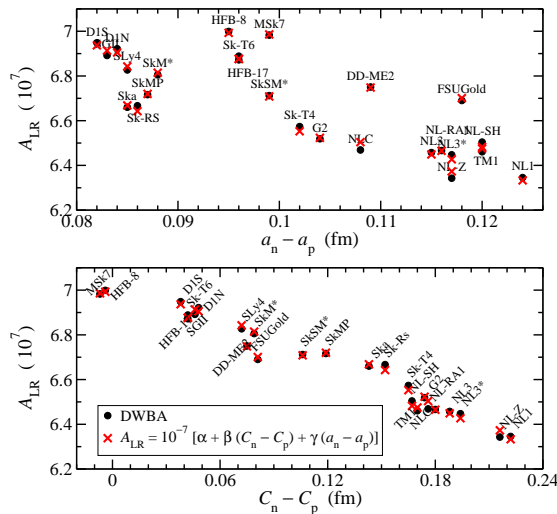 HFB-8
MSk7
D1S
D1N
SGII
Sk-T6
SLy4
SkM*
HFB-17
DD-ME2
SkMP
SkSM*
FSUGold
Ska
Sk-RS
Sk-T4
G2
NLC
NL-RA1
NL-SH
NL3
NL3*
TM1
NL-Z
NL1
7
6.8
6.6
6.4
6.2
A_LR (10^7)
0.08 0.09 0.1 0.11 0.12
a_n − a_p (fm)
MSk7
HFB-8
D1S
Sk-T6
D1N
HFB-17
SGII
SLy4
SkM*
DD-ME2
FSUGold
SkSM*
SkMP
Ska
Sk-Rs
Sk-T4
NL-SH
G2
NL-RA1
TM1
NLC
NL3
NL3*
NL-Z
NL1
7
6.8
6.6
6.4
6.2
A_LR (10^7)
DWBA
A_LR = 10^-7 [α + β (C_n − C_p) + γ (a_n − a_p)]
0 0.06 0.12 0.18 0.24
C_n − C_p (fm)